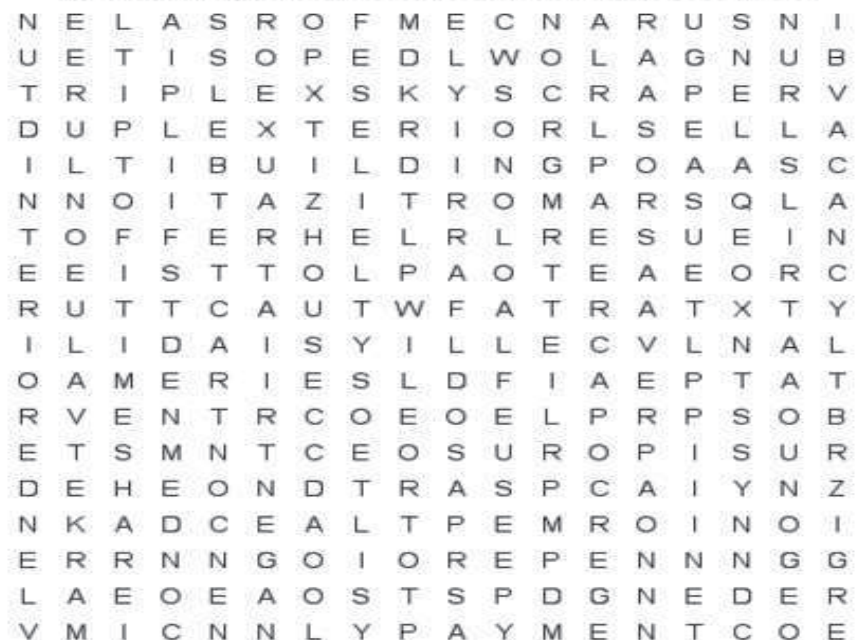 N E L A S R O F M E C N A R U S N I
U E T I S O P E D L W O L A G N U B
T R I P L E X S K Y S C R A P E R V
D U P L E X T E R I O R L S E L L A
I L T I B U I L D I N G P O A A S C
N N O I T A Z I T R O M A R S Q L A
T O F F E R H E L R L R E S U E I N
E E I S T T O L P A O T E A E O R C
R U T T C A U T W F A T R A T X T Y
I L I D A I S Y I L L E C V L N A L
O A M E R I E S L D F I A E P T A T
R V E N T R C O E O E L P R P S O B
E T S M N T C E O S U R O P I S U R
D E H E O N D T R A S P C A I Y N Z
N K A D C E A L T P E M R O I N O I
E R R N N G O I O R E P E N N N G G
L A E O E A O S T S P D G N E D E R
V M I C N N L Y P A Y M E N T C O E